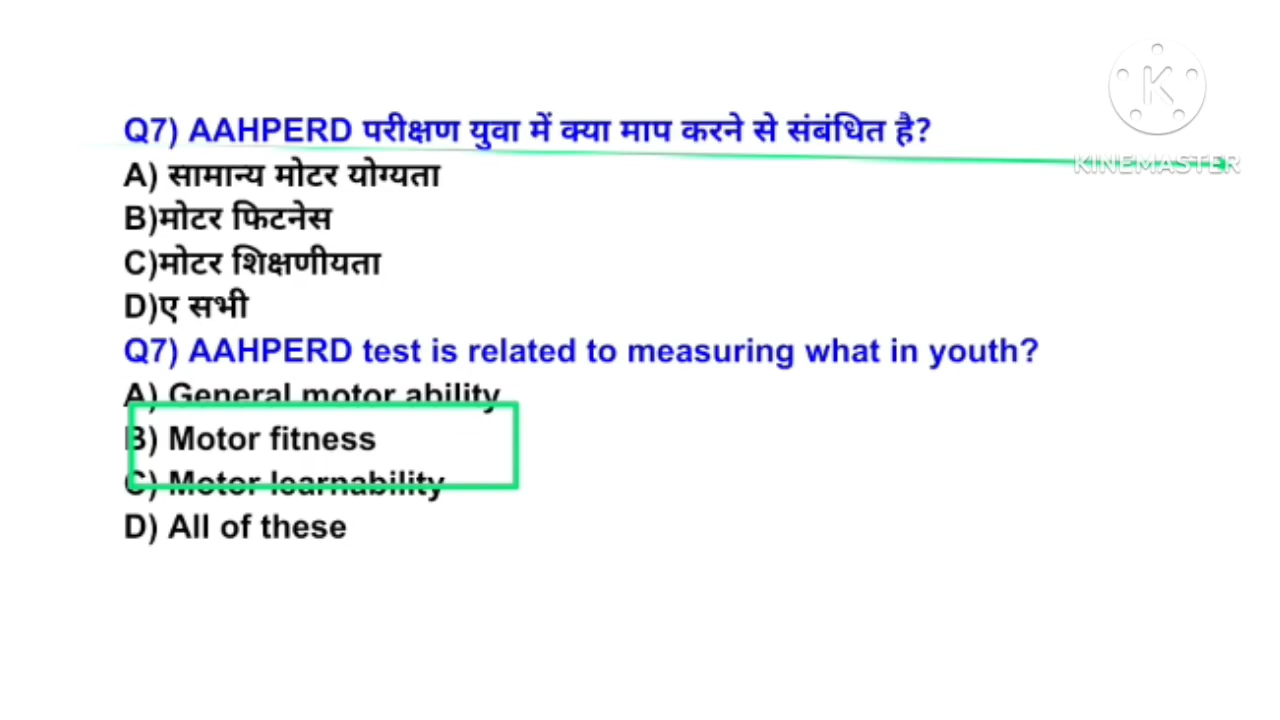 Q7) AAHPERD परीक्षण युवा में क्या माप करने से संबंधित है?
A) सामान्य मोटर योग्यता
B)मोटर फिटनेस
C)मोटर शिक्षणीयता
D)ए सभी
Q7) AAHPERD test is related to measuring what in youth?
A) General motor ability
B) Motor fitness
C) Motor learnability
D) All of these
K
KINEMASTER